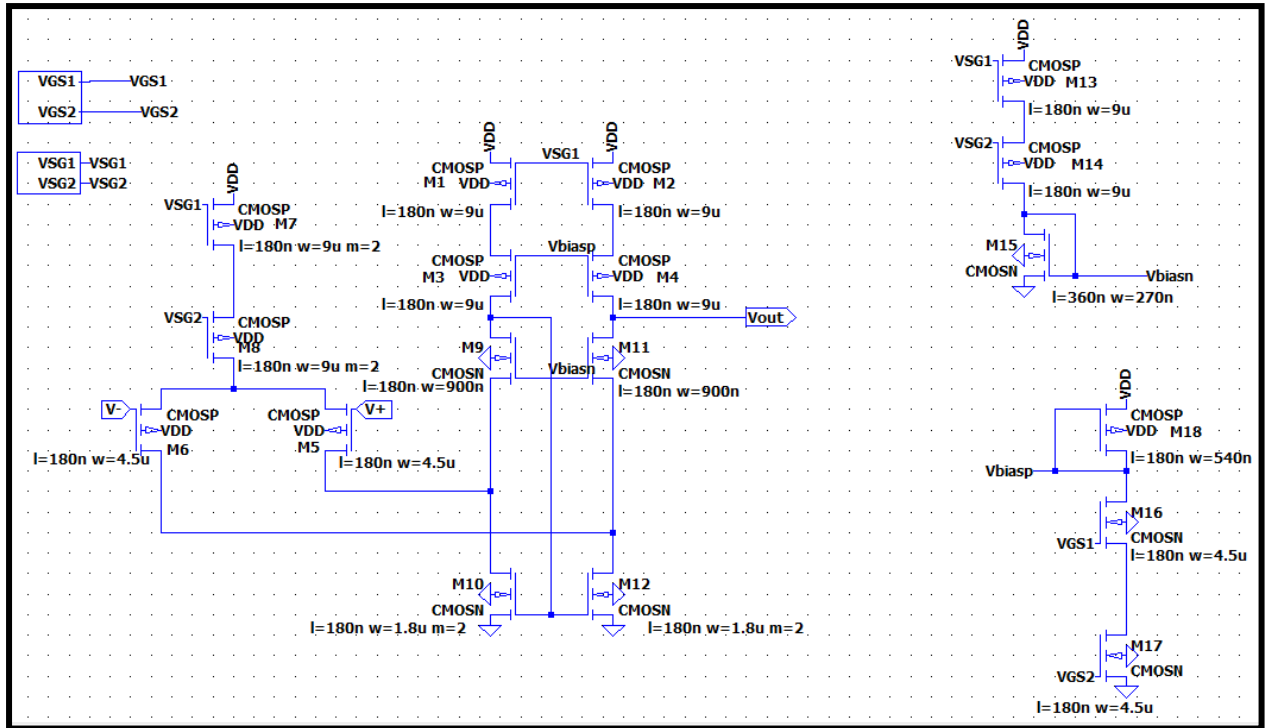 VGS1
VGS1
VGS2
VGS2
VSG1
VSG1
VSG2
VSG2
VDD
VSG1
CMOSP
VDD
M7
l=180n w=9u m=2
VSG2
CMOSP
VDD
M8
l=180n w=9u m=2
V-
CMOSP
VDD
M6
l=180n w=4.5u
V+
CMOSP
VDD
M5
l=180n w=4.5u
VDD
VDD
VSG1
CMOSP
M1
VDD
l=180n w=9u
CMOSP
VDD
M2
l=180n w=9u
Vbiasp
CMOSP
M3
VDD
l=180n w=9u
CMOSP
VDD
M4
l=180n w=9u
Vout
M9
CMOSN
l=180n w=900n
Vbiasn
M11
CMOSN
l=180n w=900n
M10
CMOSN
l=180n w=1.8u m=2
M12
CMOSN
l=180n w=1.8u m=2
VDD
VSG1
CMOSP
VDD
M13
l=180n w=9u
VSG2
CMOSP
VDD
M14
l=180n w=9u
M15
CMOSN
l=360n w=270n
Vbiasn
VDD
CMOSP
VDD
M18
l=180n w=540n
Vbiasp
M16
CMOSN
VGS1
l=180n w=4.5u
M17
CMOSN
VGS2
l=180n w=4.5u